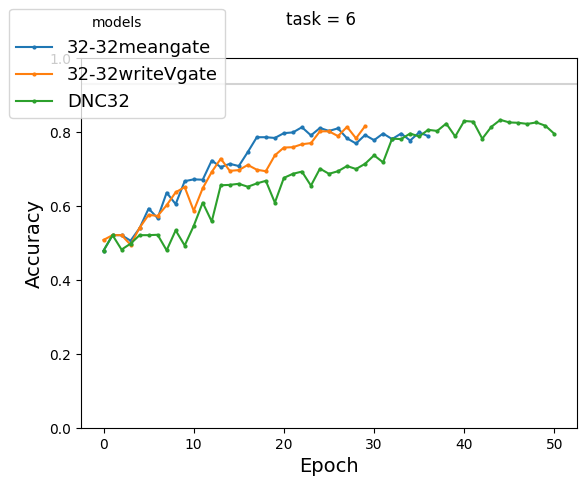 task = 6
models
32-32meangate
32-32writeVgate
DNC32
1.0
0.8
0.6
0.4
0.2
0.0
Accuracy
0 10 20 30 40 50
Epoch